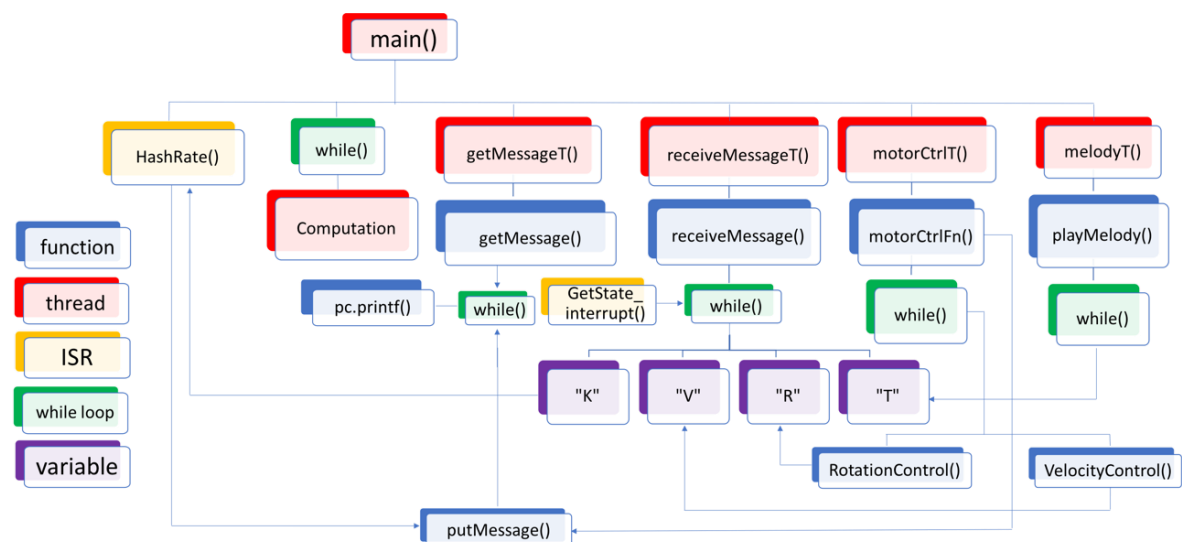 main()
HashRate()
while()
getMessageT()
receiveMessageT()
motorCtrlT()
melodyT()
Computation
getMessage()
receiveMessage()
motorCtrlFn()
playMelody()
function
thread
ISR
while loop
variable
pc.printf()
while()
GetState_
interrupt()
while()
while()
while()
"K"
"V"
"R"
"T"
RotationControl()
VelocityControl()
putMessage()